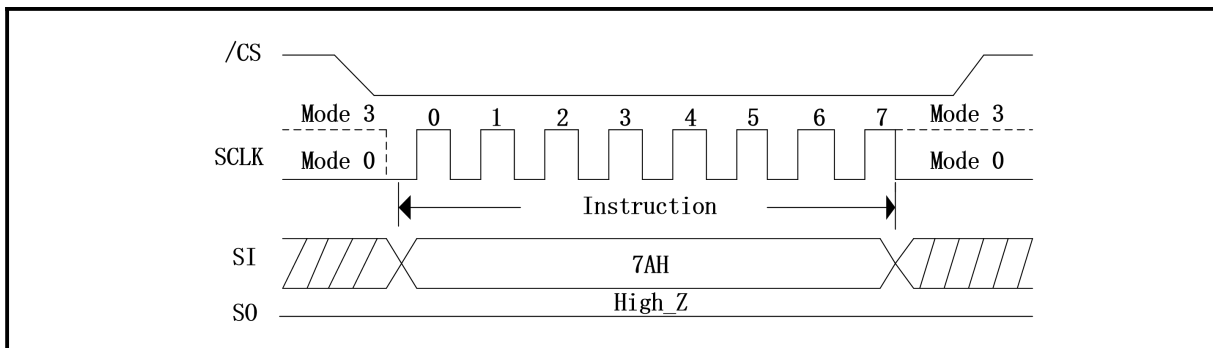 /CS
Mode 3 0 1 2 3 4 5 6 7 Mode 3
SCLK Mode 0 Mode 0
Instruction
SI 7AH
High_Z
SO